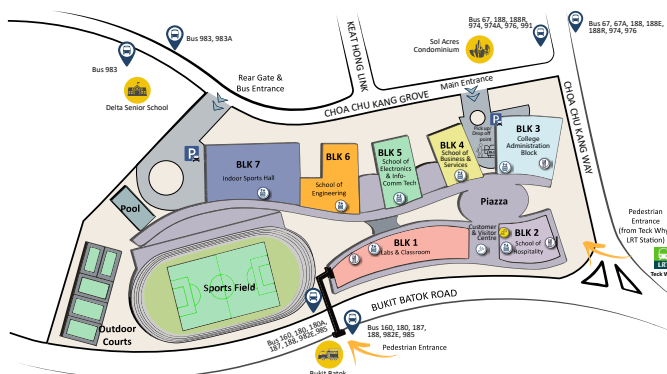 Bus 67, 188, 188R,
974, 974A, 976, 991
Bus 67, 67A, 188, 188E,
188R, 974, 976
Bus 983, 983A
Sol Acres
Condominium
Bus 983
Delta Senior School
Rear Gate &
Bus Entrance
KEAT HONG LINK
Main Entrance
CHOA CHU KANG GROVE
CHOA CHU KANG WAY
P
P
Pick up/
Drop off
point
BLK 3
College
Administration
Block
BLK 4
School of
Business &
Services
BLK 5
School of
Electronics
& Info-
Comm Tech
BLK 6
School of
Engineering
BLK 7
Indoor Sports Hall
Pool
Piazza
Customer
& Visitor
Centre
BLK 2
School of
Hospitality
BLK 1
Labs & Classroom
Pedestrian
Entrance
(from Teck Why
LRT Station)
LRT
Teck W
Sports Field
Outdoor
Courts
BUKIT BATOK ROAD
Bus 160, 180, 180A,
187, 188, 982E, 985
Bus 160, 180, 187,
188, 982E, 985
Pedestrian Entrance
Bukit Batok